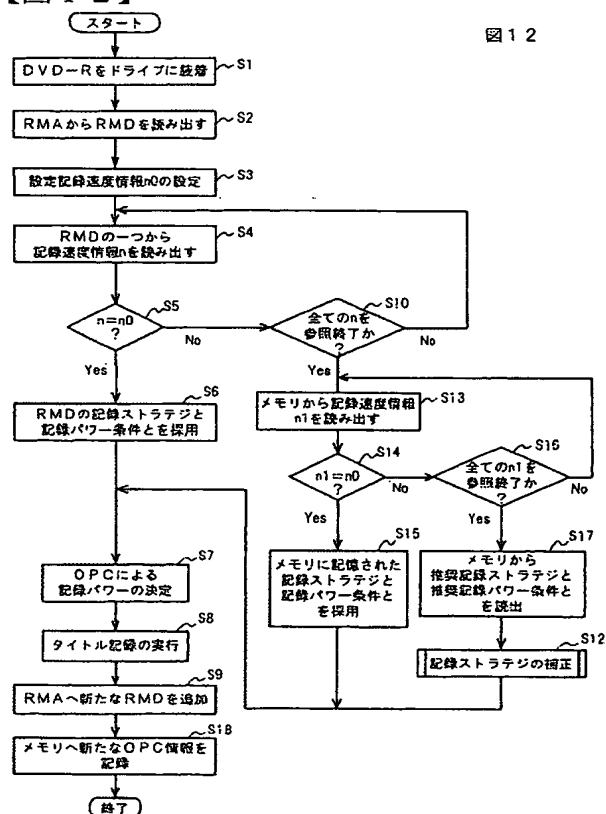 図12
スタート
DVD-Rをドライブに装着
S1
RMAからRMDを読み出す
S2
設定記録速度情報n0の設定
S3
RMDの一つから
記録速度情報nを読み出す
S4
n=n0
?
S5
No
Yes
全てのnを
参照終了か
?
S10
No
Yes
RMDの記録ストラテジと
記録パワー条件とを採用
S6
メモリから記録速度情報
n1を読み出す
S13
n1=n0
?
S14
No
Yes
全てのn1を
参照終了か
?
S16
No
Yes
メモリに記憶された
記録ストラテジと
記録パワー条件と
を採用
S15
メモリから
推奨記録ストラテジと
推奨記録パワー条件と
を読出
S17
記録ストラテジの補正
S12
OPCによる
記録パワーの決定
S7
タイトル記録の実行
S8
RMAへ新たなRMDを追加
S9
メモリへ新たなOPC情報を
記録
S18
終了